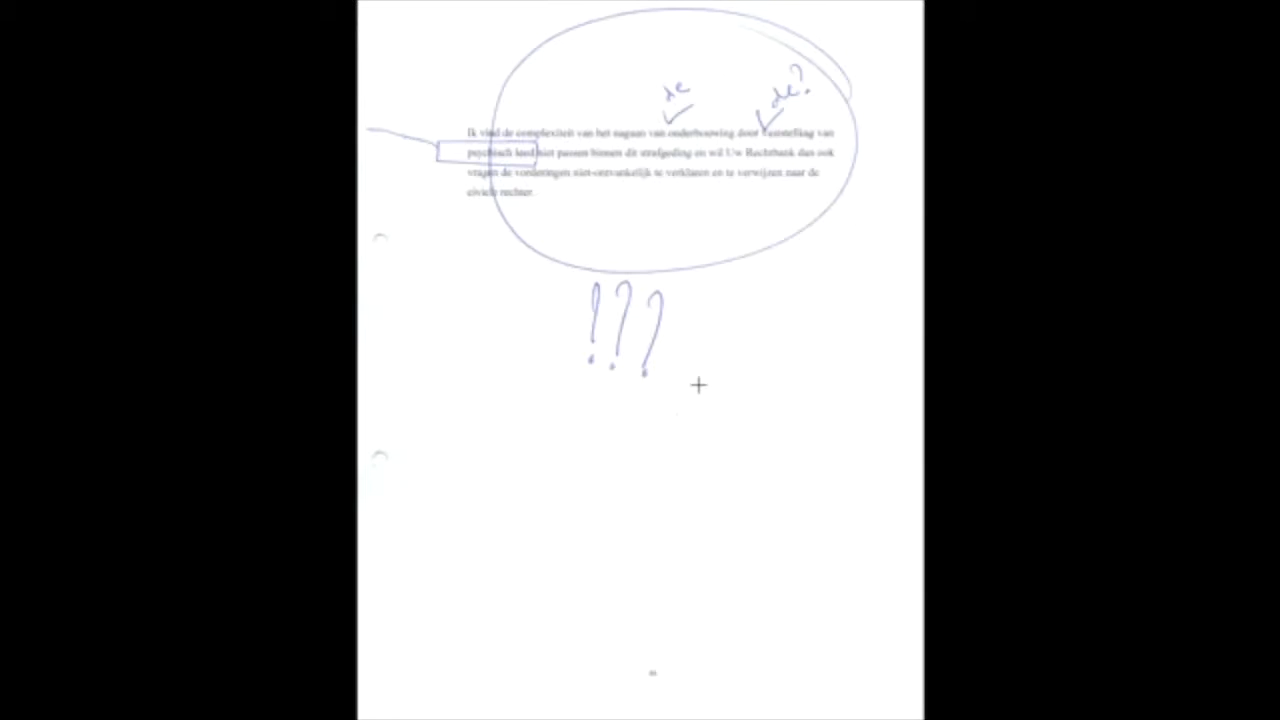 de
de?
Ik vind de complexiteit van het nagaan van onderbouwing door vaststelling van
psychisch leed niet passen binnen dit strafgeding en wil Uw Rechtbank dan ook
vragen de vorderingen niet-ontvankelijk te verklaren en te verwijzen naar de
civiele rechter.
!??